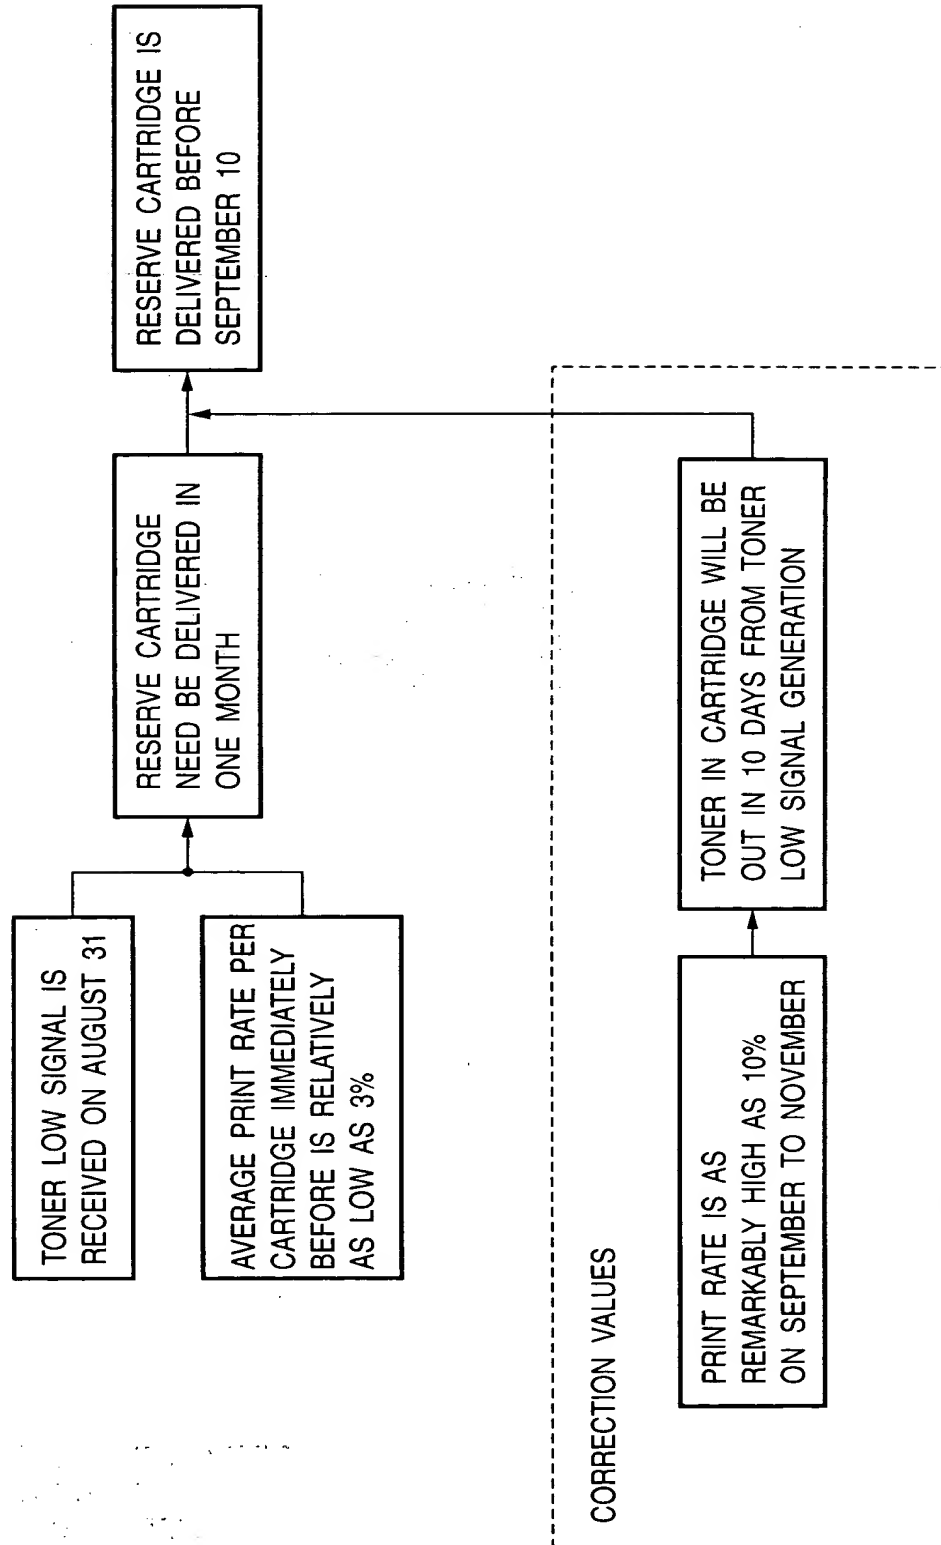 TONER LOW SIGNAL IS
RECEIVED ON AUGUST 31
AVERAGE PRINT RATE PER
CARTRIDGE IMMEDIATELY
BEFORE IS RELATIVELY
AS LOW AS 3%
RESERVE CARTRIDGE
NEED BE DELIVERED IN
ONE MONTH
RESERVE CARTRIDGE IS
DELIVERED BEFORE
SEPTEMBER 10
CORRECTION VALUES
PRINT RATE IS AS
REMARKABLY HIGH AS 10%
ON SEPTEMBER TO NOVEMBER
TONER IN CARTRIDGE WILL BE
OUT IN 10 DAYS FROM TONER
LOW SIGNAL GENERATION